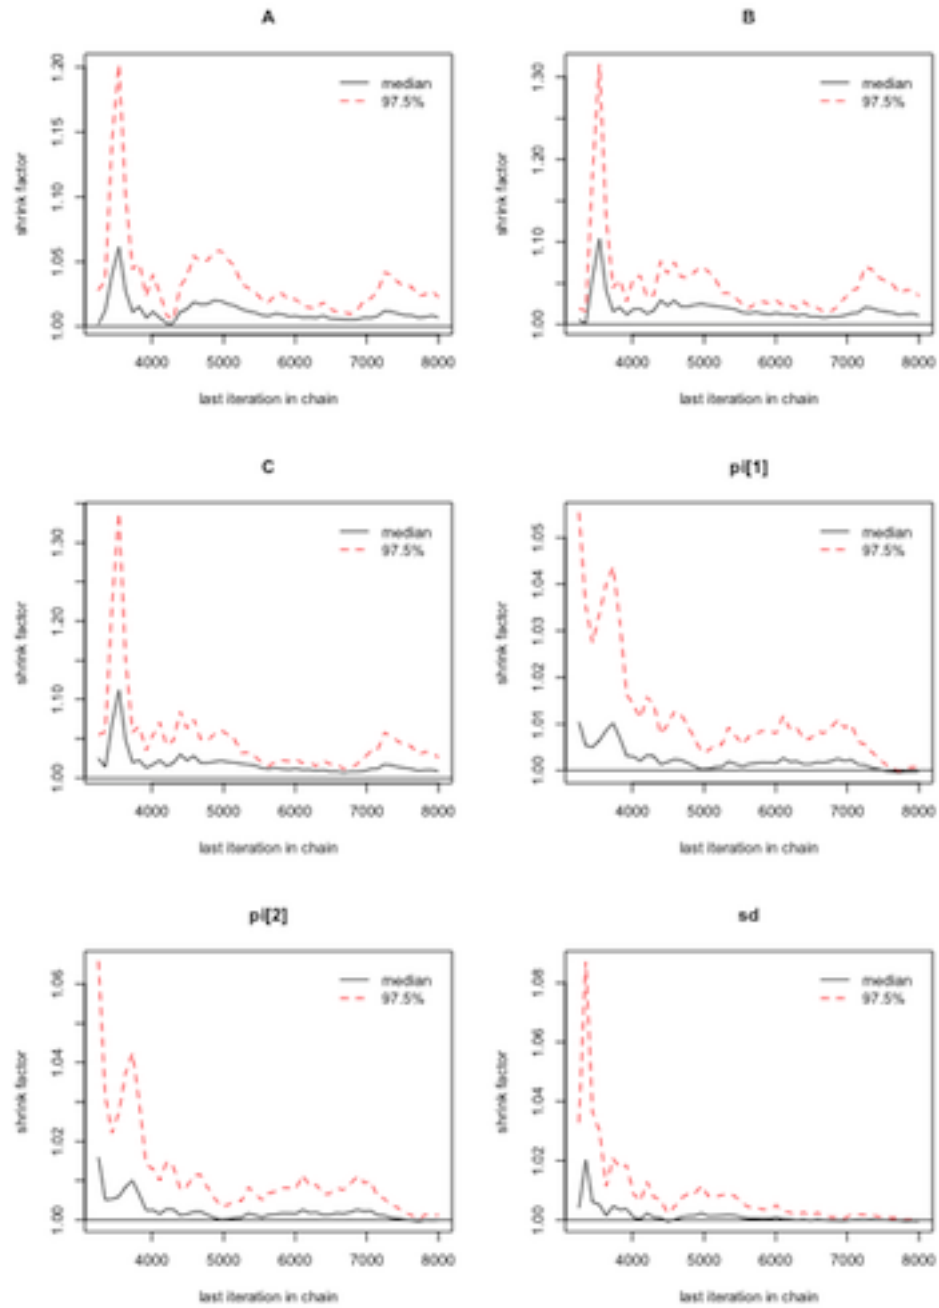 A
shrink factor
1.00 1.05 1.10 1.15 1.20
median
97.5%
4000 5000 6000 7000 8000
last iteration in chain
B
shrink factor
1.00 1.10 1.20 1.30
median
97.5%
4000 5000 6000 7000 8000
last iteration in chain
C
shrink factor
1.00 1.10 1.20 1.30
median
97.5%
4000 5000 6000 7000 8000
last iteration in chain
pi[1]
shrink factor
1.00 1.01 1.02 1.03 1.04 1.05
median
97.5%
4000 5000 6000 7000 8000
last iteration in chain
pi[2]
shrink factor
1.00 1.02 1.04 1.06
median
97.5%
4000 5000 6000 7000 8000
last iteration in chain
sd
shrink factor
1.00 1.02 1.04 1.06 1.08
median
97.5%
4000 5000 6000 7000 8000
last iteration in chain